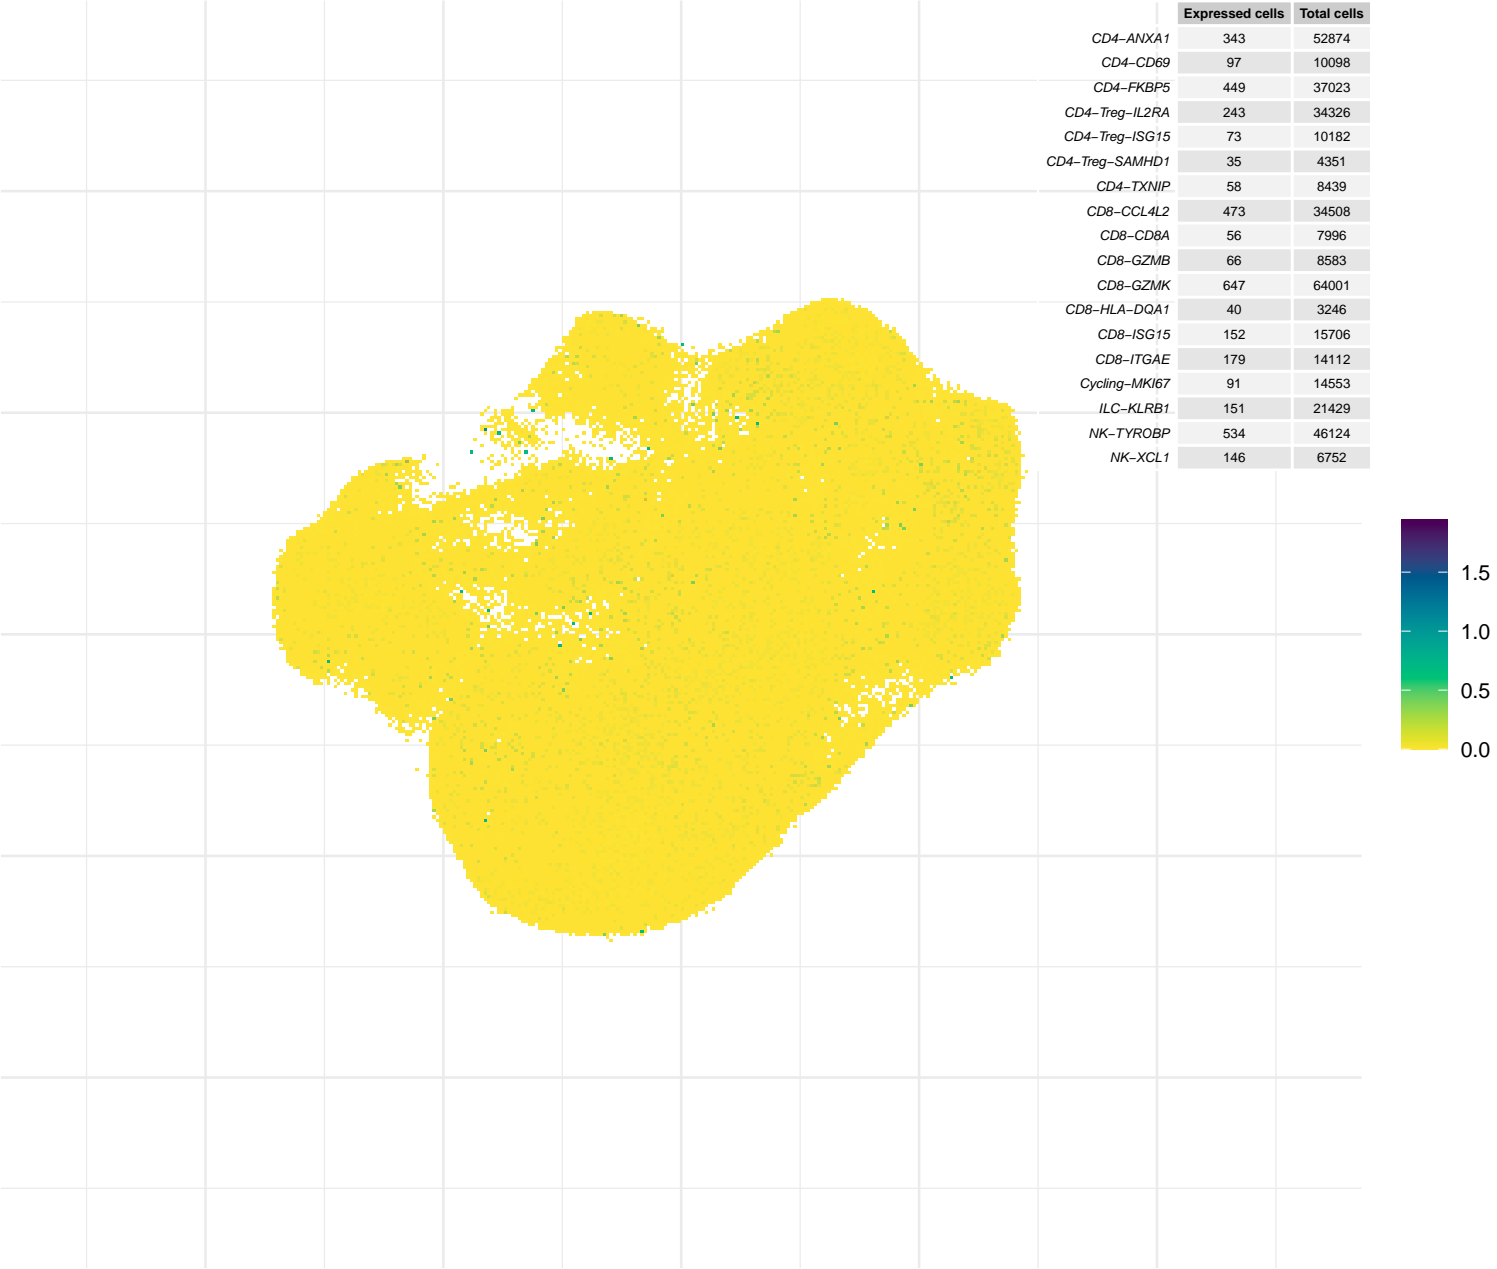 Expressed cells Total cells
CD4−ANXA1 343 52874
CD4−CD69 97 10098
CD4−FKBP5 449 37023
CD4−Treg−IL2RA 243 34326
CD4−Treg−ISG15 73 10182
CD4−Treg−SAMHD1 35 4351
CD4−TXNIP 58 8439
CD8−CCL4L2 473 34508
CD8−CD8A 56 7996
CD8−GZMB 66 8583
CD8−GZMK 647 64001
CD8−HLA−DQA1 40 3246
CD8−ISG15 152 15706
CD8−ITGAE 179 14112
Cycling−MKI67 91 14553
ILC−KLRB1 151 21429
NK−TYROBP 534 46124
NK−XCL1 146 6752
1.5
1.0
0.5
0.0